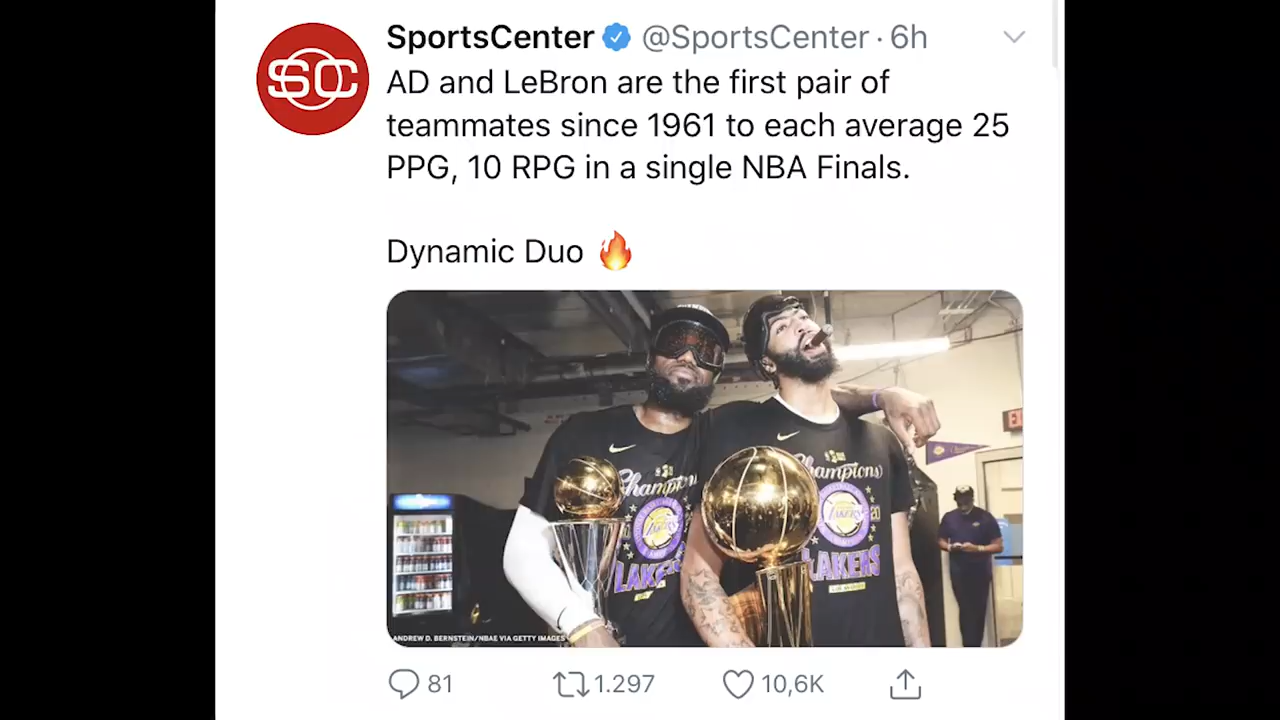 SportsCenter @SportsCenter · 6h
AD and LeBron are the first pair of
teammates since 1961 to each average 25
PPG, 10 RPG in a single NBA Finals.
Dynamic Duo 🔥
Champions
LAKERS
Champions
LAKERS
LAKERS
ANDREW D. BERNSTEIN/NBAE VIA GETTY IMAGES
81 1.297 10,6K